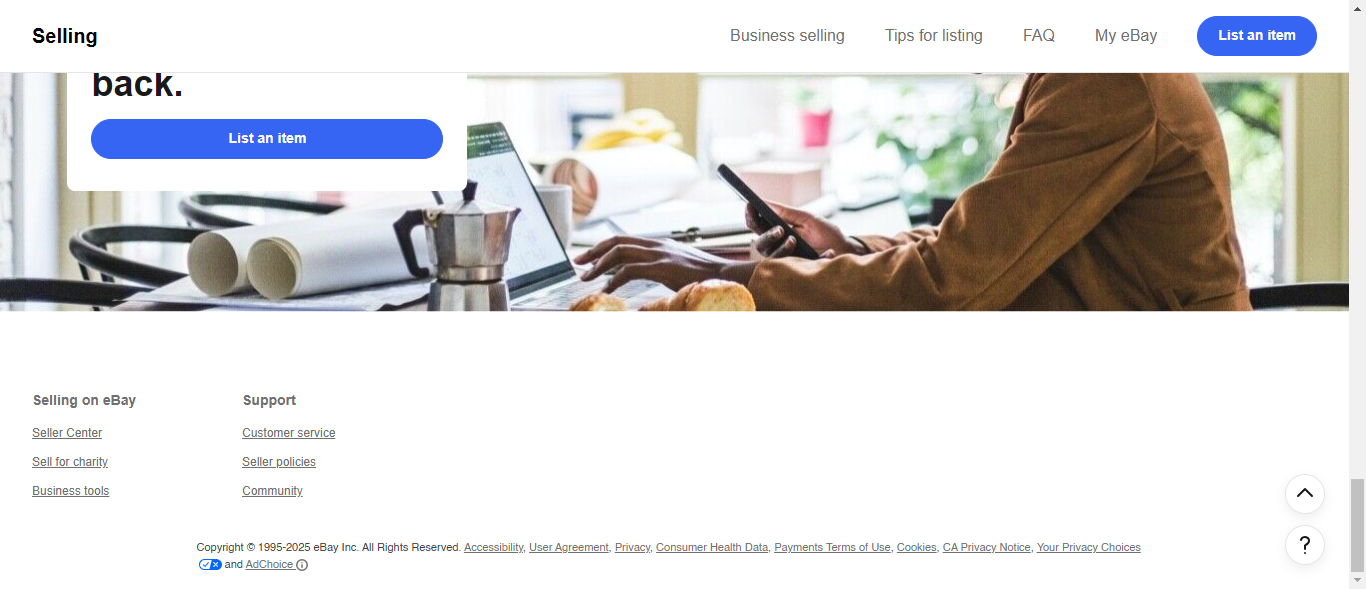 Selling
Business selling
Tips for listing
FAQ
My eBay
List an item
back.
List an item
Selling on eBay
Seller Center
Sell for charity
Business tools
Support
Customer service
Seller policies
Community
Copyright © 1995-2025 eBay Inc. All Rights Reserved. Accessibility, User Agreement, Privacy, Consumer Health Data, Payments Terms of Use, Cookies, CA Privacy Notice, Your Privacy Choices
and AdChoice
?